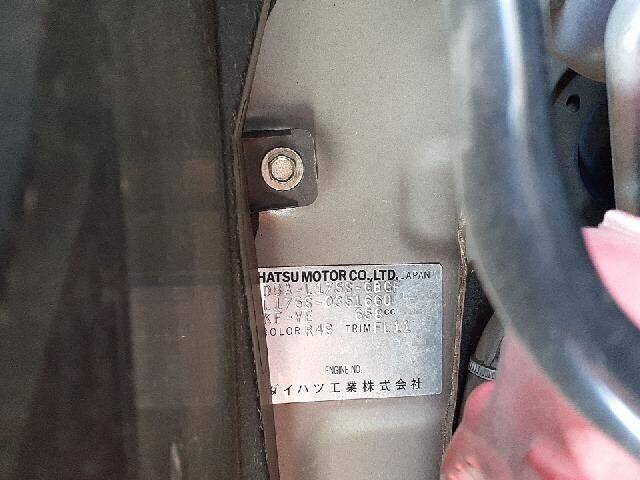 HATSU MOTOR CO., LTD. JAPAN
DBA-L175S-GBGF
L175S-0351660
KF-VE 658cc
COLOR R49 TRIM FL11
ENGINE NO.
ダイハツ工業株式会社